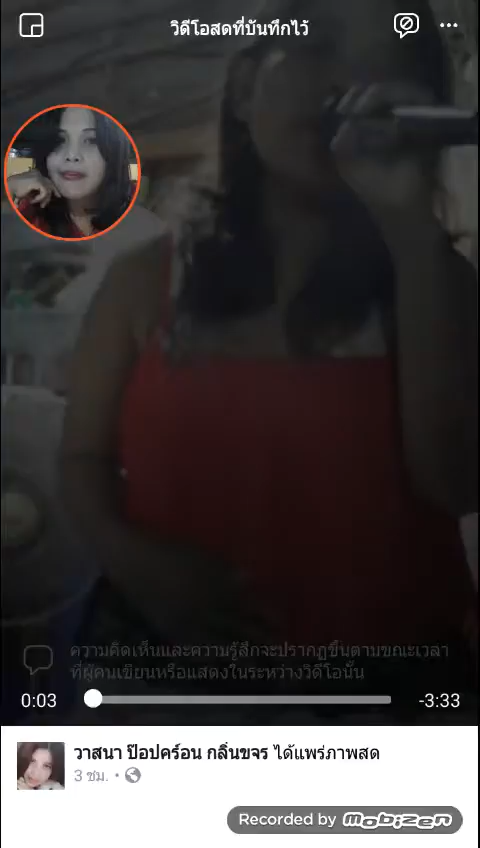 วิดีโอสดที่บันทึกไว้
ความคิดเห็นและความรู้สึกจะปรากฏขึ้นตามขณะเวลา
ที่ผู้คนเขียนหรือแสดงในระหว่างวิดีโอนั้น
0:03
-3:33
วาสนา ป๊อปคร์อน กลิ่นขจร ได้แพร่ภาพสด
3 ชม.
Recorded by Mobizen